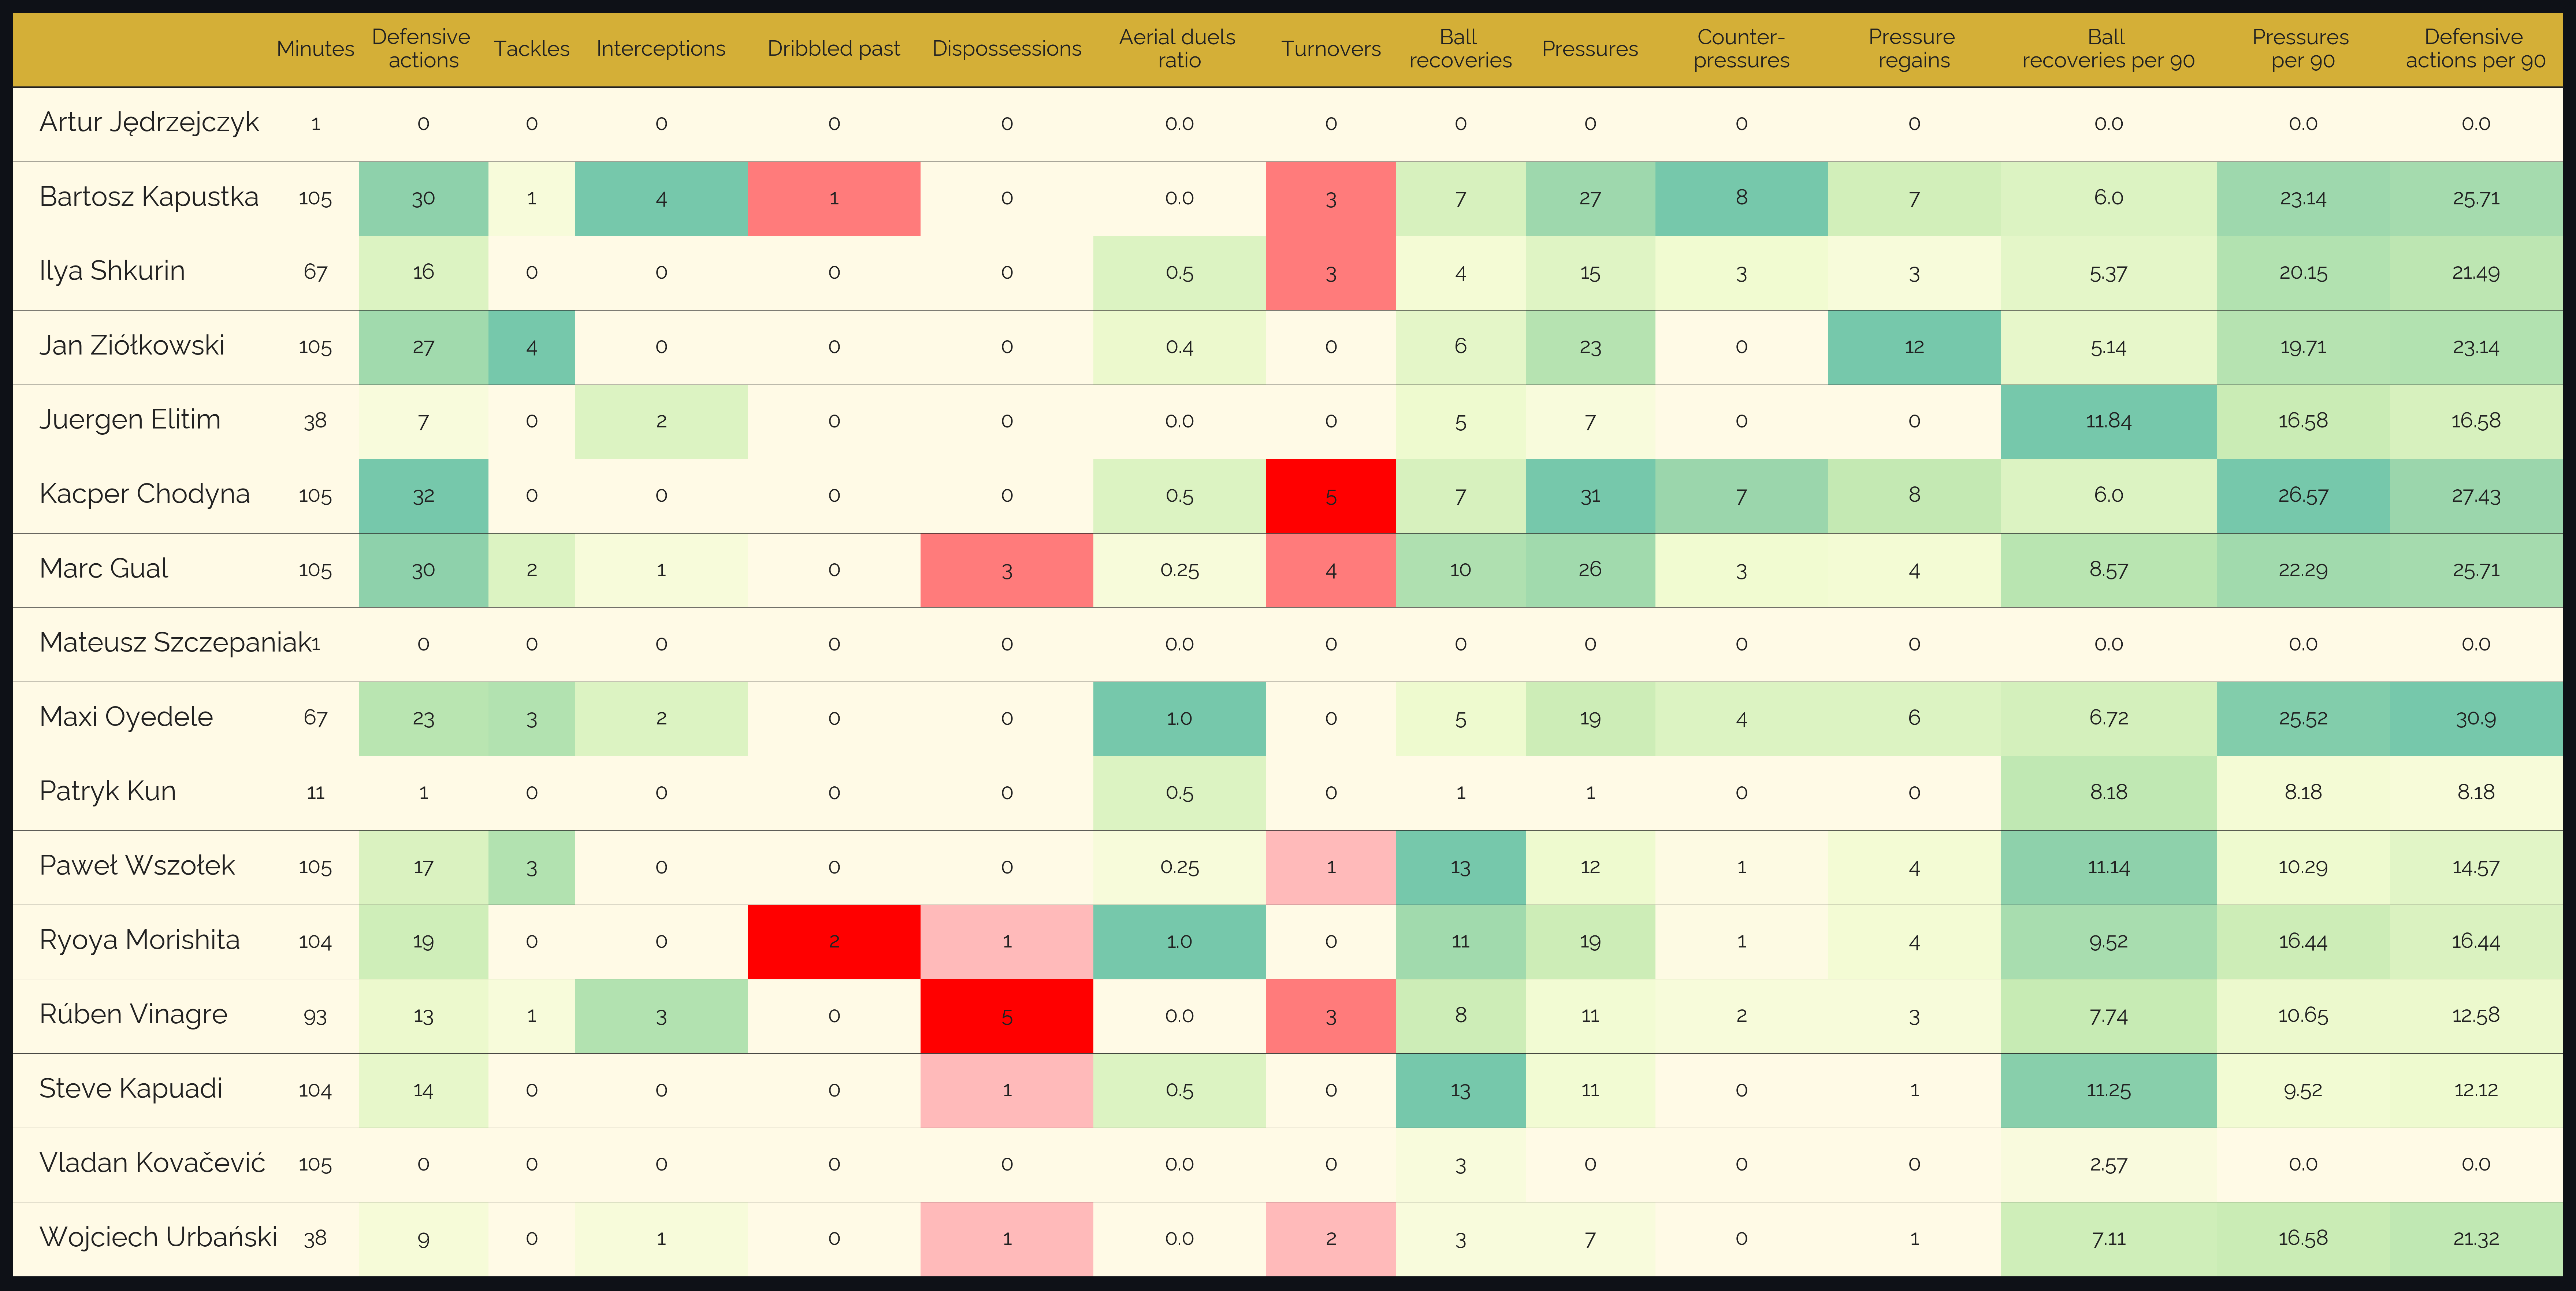 Minutes Defensive actions Tackles Interceptions Dribbled past Dispossessions Aerial duels ratio Turnovers Ball recoveries Pressures Counter-pressures Pressure regains Ball recoveries per 90 Pressures per 90 Defensive actions per 90
Artur Jędrzejczyk 1 0 0 0 0 0 0.0 0 0 0 0 0 0.0 0.0 0.0
Bartosz Kapustka 105 30 1 4 1 0 0.0 3 7 27 8 7 6.0 23.14 25.71
Ilya Shkurin 67 16 0 0 0 0 0.5 3 4 15 3 3 5.37 20.15 21.49
Jan Ziółkowski 105 27 4 0 0 0 0.4 0 6 23 0 12 5.14 19.71 23.14
Juergen Elitim 38 7 0 2 0 0 0.0 0 5 7 0 0 11.84 16.58 16.58
Kacper Chodyna 105 32 0 0 0 0 0.5 5 7 31 7 8 6.0 26.57 27.43
Marc Gual 105 30 2 1 0 3 0.25 4 10 26 3 4 8.57 22.29 25.71
Mateusz Szczepaniak 1 0 0 0 0 0 0.0 0 0 0 0 0 0.0 0.0 0.0
Maxi Oyedele 67 23 3 2 0 0 1.0 0 5 19 4 6 6.72 25.52 30.9
Patryk Kun 11 1 0 0 0 0 0.5 0 1 1 0 0 8.18 8.18 8.18
Paweł Wszołek 105 17 3 0 0 0 0.25 1 13 12 1 4 11.14 10.29 14.57
Ryoya Morishita 104 19 0 0 2 1 1.0 0 11 19 1 4 9.52 16.44 16.44
Rúben Vinagre 93 13 1 3 0 5 0.0 3 8 11 2 3 7.74 10.65 12.58
Steve Kapuadi 104 14 0 0 0 1 0.5 0 13 11 0 1 11.25 9.52 12.12
Vladan Kovačević 105 0 0 0 0 0 0.0 0 3 0 0 0 2.57 0.0 0.0
Wojciech Urbański 38 9 0 1 0 1 0.0 2 3 7 0 1 7.11 16.58 21.32